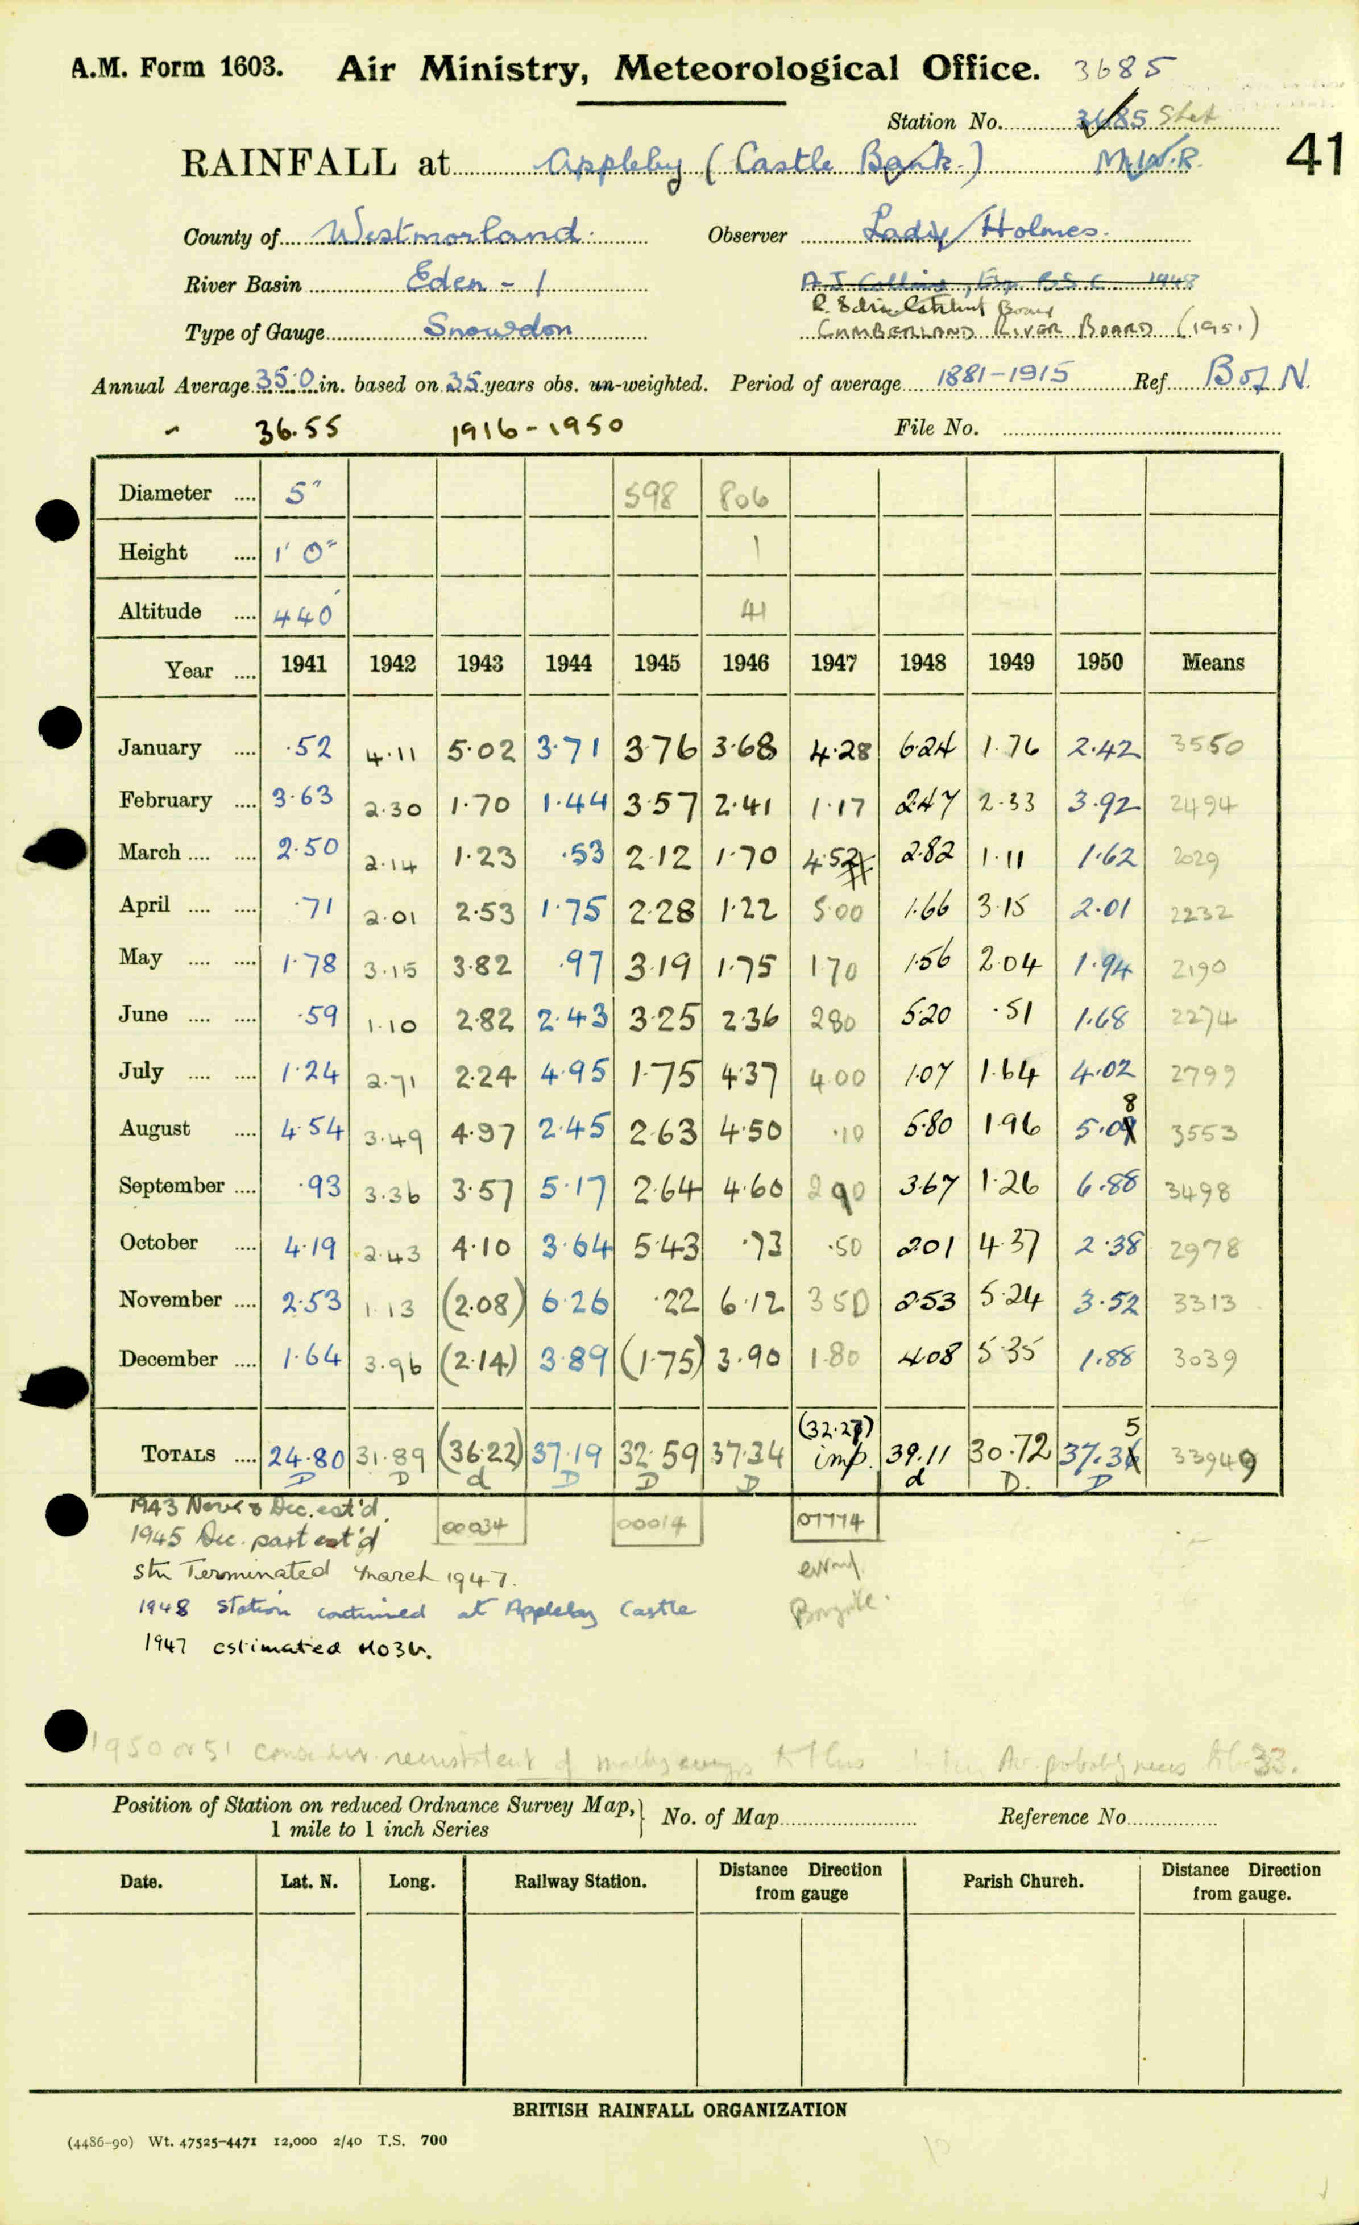 A.M. Form 1603. Air Ministry, Meteorological Office. 3685
Station No. 3685 Stet
RAINFALL at Appleby (Castle Bank.) M.W.R. 41
County of Westmorland. Observer Lady Holmes.
River Basin Eden - 1 A J Collins, Esq. B.S.C. 1948
Type of Gauge Snowdon CUMBERLAND RIVER BOARD (1951)
Annual Average 35.0 in. based on 35 years obs. un-weighted. Period of average 1881-1915 Ref. B of N.
36.55 1916-1950 File No.
Diameter .... 5" 598 806
Height .... 1' 0" 1
Altitude .... 440' 41
Year .... 1941 1942 1943 1944 1945 1946 1947 1948 1949 1950 Means
January .... ·52 4·11 5·02 3·71 3·76 3·68 4·28 6·24 1·76 2·42 3550
February .... 3·63 2·30 1·70 1·44 3·57 2·41 1·17 2·47 2·33 3·92 2494
March .... .... 2·50 2·14 1·23 ·53 2·12 1·70 4·52 2·82 1·11 1·62 2029
April .... .... ·71 2·01 2·53 1·75 2·28 1·22 5·00 1·66 3·15 2·01 2232
May .... .... 1·78 3·15 3·82 ·97 3·19 1·75 1 70 1·56 2·04 1·94 2190
June .... .... ·59 1·10 2·82 2·43 3·25 2·36 2 80 5·20 ·51 1·68 2274
July .... .... 1·24 2·71 2·24 4·95 1·75 4·37 4 00 1·07 1·64 4·02 2799
August .... 4·54 3·49 4·97 2·45 2·63 4·50 ·10 5·80 1·96 5·08 3553
September .... ·93 3·36 3·57 5·17 2·64 4·60 2 90 3·67 1·26 6·88 3498
October .... 4·19 2·43 4·10 3·64 5·43 ·73 ·50 2·01 4·37 2·38 2978
November .... 2·53 1·13 (2·08) 6·26 ·22 6·12 3 50 2·53 5·24 3·52 3313
December .... 1·64 3·96 (2·14) 3·89 (1·75) 3·90 1·80 4·08 5·35 1·88 3039
(32.27) 5
TOTALS .... 24·80 31·89 (36·22) 37·19 32·59 37·34 imp. 39.11 30·72 37·3 33949
D D d D D D d D. D
1943 Nov & Dec. est'd. 00034 00014 07774
1945 Dec. part est'd
Stn Terminated March 1947.
1948 Station continued at Appleby Castle
1947 estimated MO3b.
1950 or 51 33.
Position of Station on reduced Ordnance Survey Map, 1 mile to 1 inch Series } No. of Map Reference No.
Date. Lat. N. Long. Railway Station. Distance from gauge Direction Parish Church. Distance Direction from gauge.
BRITISH RAINFALL ORGANIZATION
(4486-90) Wt. 47525-4471 12,000 2/40 T.S. 700